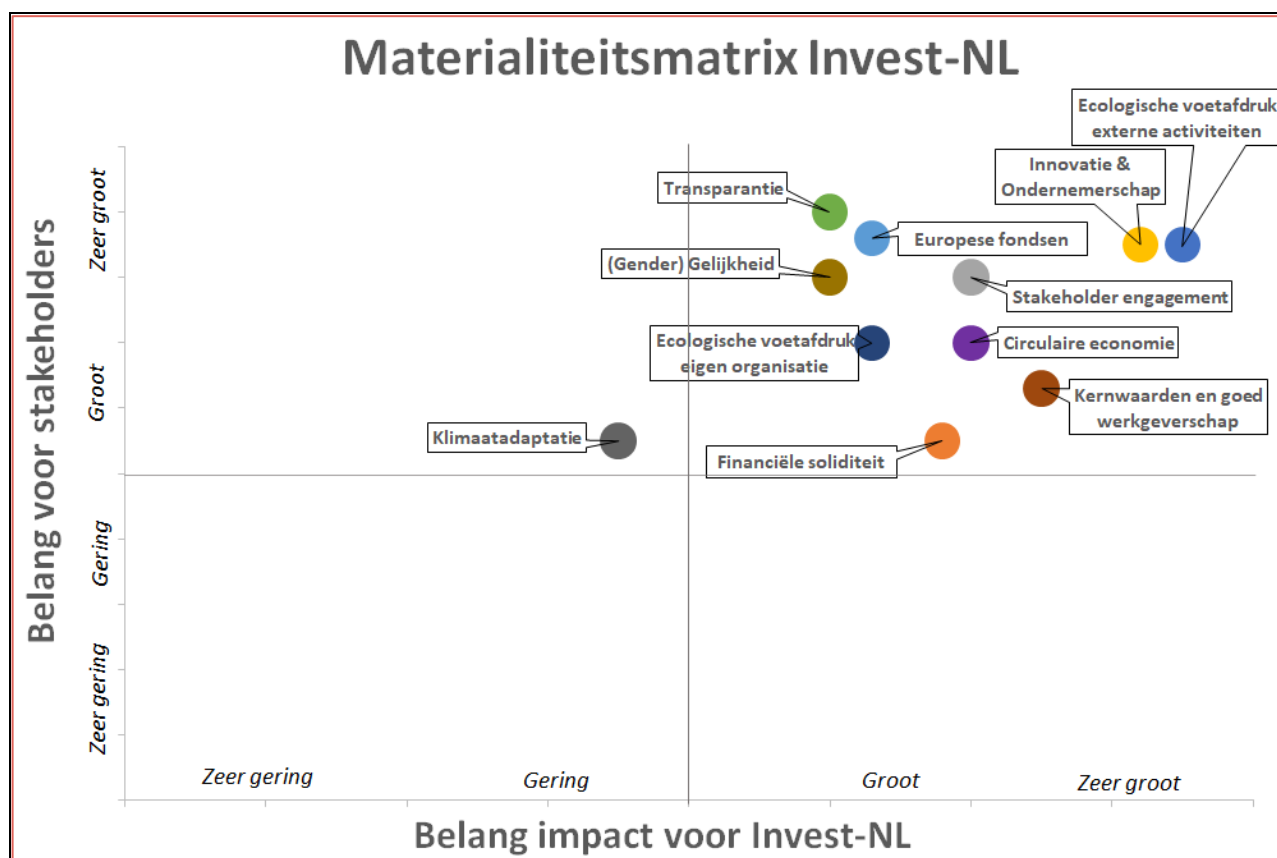 Materialiteitsmatrix Invest-NL
Ecologische voetafdruk
externe activiteiten
Innovatie &
Ondernemerschap
Transparantie
Europese fondsen
(Gender) Gelijkheid
Stakeholder engagement
Ecologische voetafdruk
eigen organisatie
Circulaire economie
Kernwaarden en goed
werkgeverschap
Klimaatadaptatie
Financiële soliditeit
Belang voor stakeholders
Zeer groot
Groot
Gering
Zeer gering
Zeer gering
Gering
Groot
Zeer groot
Belang impact voor Invest-NL